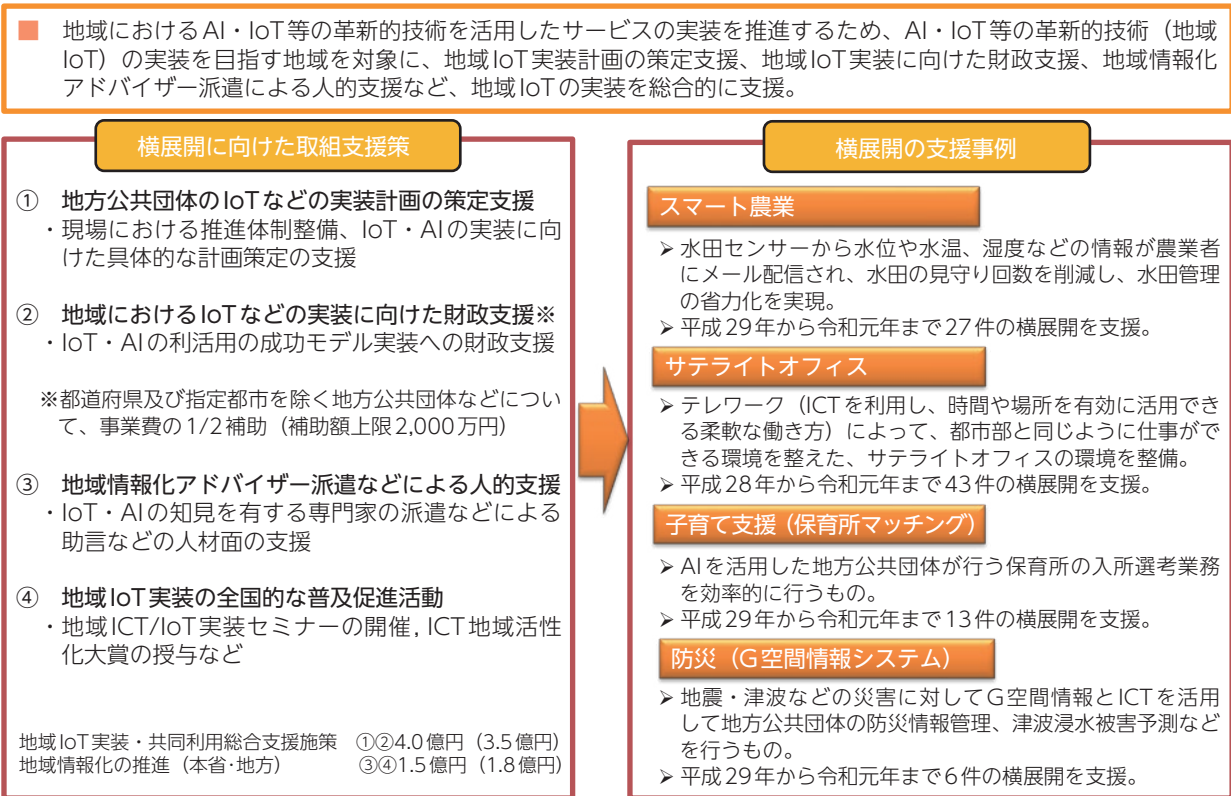 ■ 地域におけるAI・IoT等の革新的技術を活用したサービスの実装を推進するため、AI・IoT等の革新的技術（地域
IoT）の実装を目指す地域を対象に、地域IoT実装計画の策定支援、地域IoT実装に向けた財政支援、地域情報化
アドバイザー派遣による人的支援など、地域IoTの実装を総合的に支援。
横展開に向けた取組支援策
① 地方公共団体のIoTなどの実装計画の策定支援
・現場における推進体制整備、IoT・AIの実装に向
けた具体的な計画策定の支援
② 地域におけるIoTなどの実装に向けた財政支援※
・IoT・AIの利活用の成功モデル実装への財政支援
※都道府県及び指定都市を除く地方公共団体などについ
て、事業費の1/2補助（補助額上限2,000万円）
③ 地域情報化アドバイザー派遣などによる人的支援
・IoT・AIの知見を有する専門家の派遣などによる
助言などの人材面の支援
④ 地域IoT実装の全国的な普及促進活動
・地域ICT/IoT実装セミナーの開催, ICT地域活性
化大賞の授与など
地域IoT実装・共同利用総合支援施策 ①②4.0億円（3.5億円）
地域情報化の推進（本省･地方） ③④1.5億円（1.8億円）
横展開の支援事例
スマート農業
➢ 水田センサーから水位や水温、湿度などの情報が農業者
にメール配信され、水田の見守り回数を削減し、水田管理
の省力化を実現。
➢ 平成29年から令和元年まで27件の横展開を支援。
サテライトオフィス
➢ テレワーク（ICTを利用し、時間や場所を有効に活用でき
る柔軟な働き方）によって、都市部と同じように仕事がで
きる環境を整えた、サテライトオフィスの環境を整備。
➢ 平成28年から令和元年まで43件の横展開を支援。
子育て支援（保育所マッチング）
➢ AIを活用した地方公共団体が行う保育所の入所選考業務
を効率的に行うもの。
➢ 平成29年から令和元年まで13件の横展開を支援。
防災（G空間情報システム）
➢ 地震・津波などの災害に対してG空間情報とICTを活用
して地方公共団体の防災情報管理、津波浸水被害予測など
を行うもの。
➢ 平成29年から令和元年まで6件の横展開を支援。